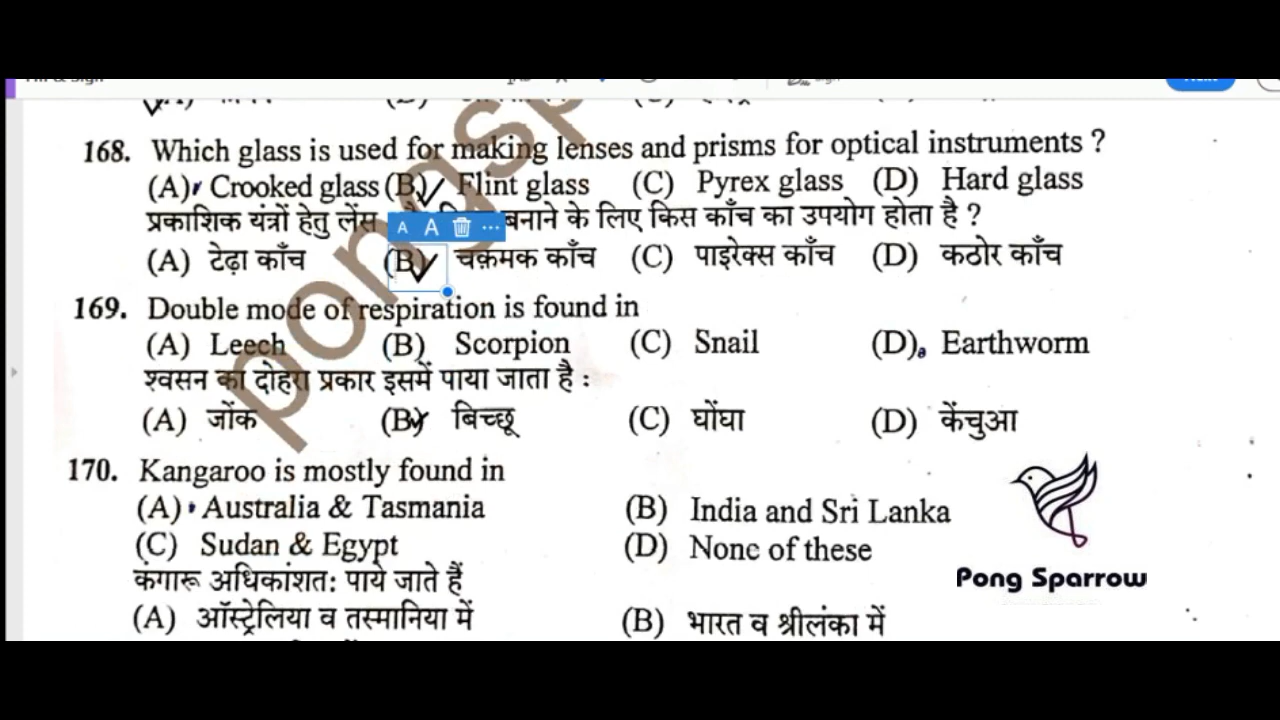 168. Which glass is used for making lenses and prisms for optical instruments ?
(A) Crooked glass (B) Flint glass (C) Pyrex glass (D) Hard glass
प्रकाशिक यंत्रों हेतु लेंस बनाने के लिए किस काँच का उपयोग होता है ?
A A ...
(A) टेढ़ा काँच (B) चक़मक काँच (C) पाइरेक्स काँच (D) कठोर काँच
169. Double mode of respiration is found in
(A) Leech (B) Scorpion (C) Snail (D) Earthworm
श्वसन का दोहरा प्रकार इसमें पाया जाता है :
(A) जोंक (B) बिच्छू (C) घोंघा (D) केंचुआ
170. Kangaroo is mostly found in
(A) Australia & Tasmania (B) India and Sri Lanka
(C) Sudan & Egypt (D) None of these
कंगारू अधिकांशतः पाये जाते हैं
(A) ऑस्ट्रेलिया व तस्मानिया में (B) भारत व श्रीलंका में
Pong Sparrow
pongsp